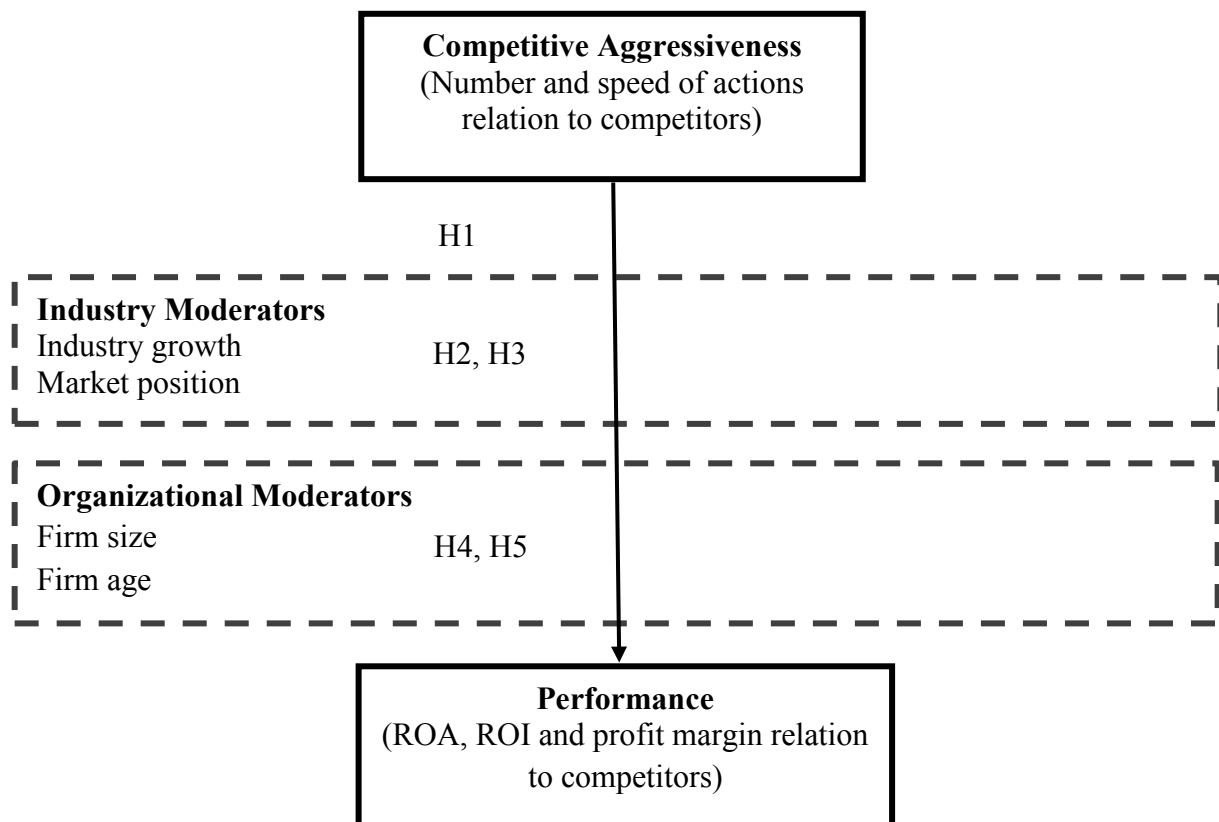 Competitive Aggressiveness
(Number and speed of actions
relation to competitors)
H1
Industry Moderators
Industry growth
H2, H3
Market position
Organizational Moderators
Firm size
H4, H5
Firm age
Performance
(ROA, ROI and profit margin relation
to competitors)